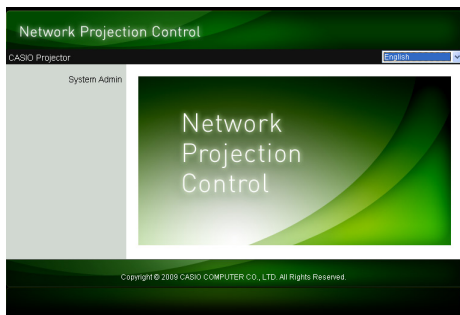 Network Projection Control
CASIO Projector
English
System Admin
Network
Projection
Control
Copyright © 2009 CASIO COMPUTER CO., LTD. All Rights Reserved.